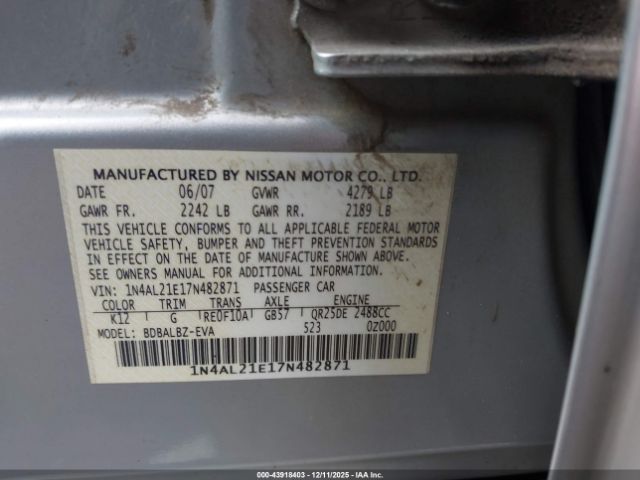 MANUFACTURED BY NISSAN MOTOR CO., LTD.
DATE 06/07 GVWR 4279 LB
GAWR FR. 2242 LB GAWR RR. 2189 LB
THIS VEHICLE CONFORMS TO ALL APPLICABLE FEDERAL MOTOR
VEHICLE SAFETY, BUMPER AND THEFT PREVENTION STANDARDS
IN EFFECT ON THE DATE OF MANUFACTURE SHOWN ABOVE.
SEE OWNERS MANUAL FOR ADDITIONAL INFORMATION.
VIN: 1N4AL21E17N482871 PASSENGER CAR
COLOR TRIM TRANS AXLE ENGINE
K12 G RE0F10A GB57 QR25DE 2488CC
MODEL: BDBALBZ-EVA 523 0Z000
1N4AL21E17N482871
000-43918403 - 12/11/2025 - IAAI.COM